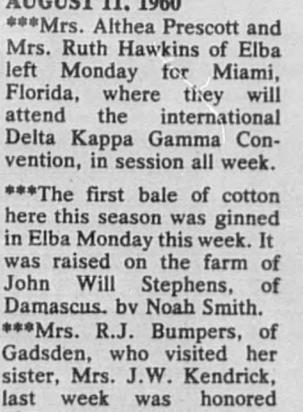 AUGUST 11, 1960
***Mrs. Althea Prescott and
Mrs. Ruth Hawkins of Elba
left Monday for Miami,
Florida, where they will
attend the international
Delta Kappa Gamma Con-
vention, in session all week.
***The first bale of cotton
here this season was ginned
in Elba Monday this week. It
was raised on the farm of
John Will Stephens, of
Damascus, by Noah Smith.
***Mrs. R.J. Bumpers, of
Gadsden, who visited her
sister, Mrs. J.W. Kendrick,
last week was honored